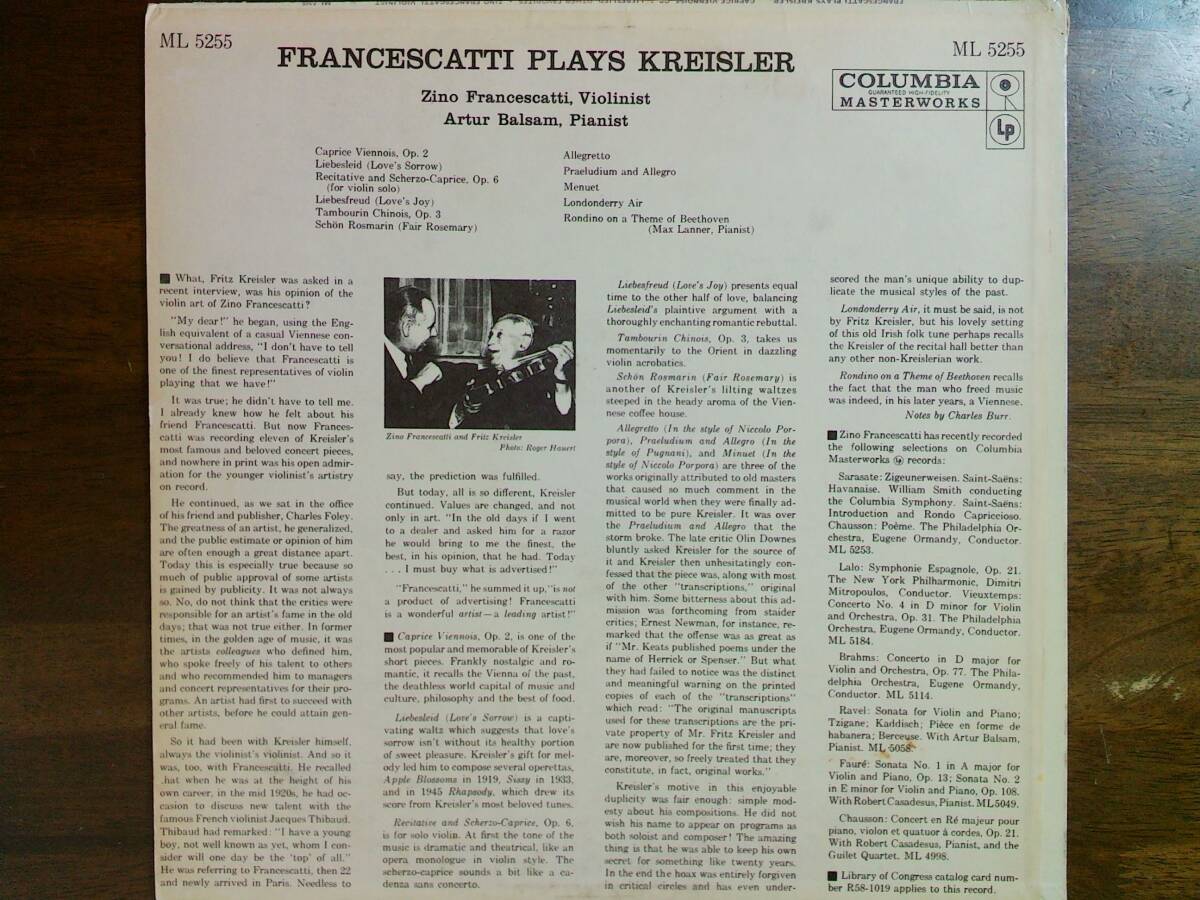 ML 5255
FRANCESCATTI PLAYS KREISLER
Zino Francescatti, Violinist
Artur Balsam, Pianist
ML 5255
COLUMBIA
GUARANTEED HIGH-FIDELITY
MASTERWORKS
Lp
Caprice Viennois, Op. 2
Liebesleid (Love's Sorrow)
Recitative and Scherzo-Caprice, Op. 6
(for violin solo)
Liebesfreud (Love's Joy)
Tambourin Chinois, Op. 3
Schön Rosmarin (Fair Rosemary)
Allegretto
Praeludium and Allegro
Menuet
Londonderry Air
Rondino on a Theme of Beethoven
(Max Lanner, Pianist)
■ What, Fritz Kreisler was asked in a
recent interview, was his opinion of the
violin art of Zino Francescatti?
"My dear!" he began, using the Eng-
lish equivalent of a casual Viennese con-
versational address, "I don't have to tell
you! I do believe that Francescatti is
one of the finest representatives of violin
playing that we have!"
It was true; he didn't have to tell me.
I already knew how he felt about his
friend Francescatti. But now Frances-
catti was recording eleven of Kreisler's
most famous and beloved concert pieces,
and nowhere in print was his open admir-
ation for the younger violinist's artistry
on record.
He continued, as we sat in the office
of his friend and publisher, Charles Foley.
The greatness of an artist, he generalized,
and the public estimate or opinion of him
are often enough a great distance apart.
Today this is especially true because so
much of public approval of some artists
is gained by publicity. It was not always
so. No, do not think that the critics were
responsible for an artist's fame in the old
days; that was not true either. In former
times, in the golden age of music, it was
the artists colleagues who defined him,
who spoke freely of his talent to others
and who recommended him to managers
and concert representatives for their pro-
grams. An artist had first to succeed with
other artists, before he could attain gen-
eral fame.
So it had been with Kreisler himself,
always the violinist's violinist. And so it
was, too, with Francescatti. He recalled
.hat when he was at the height of his
own career, in the mid 1920s, he had oc-
casion to discuss new talent with the
famous French violinist Jacques Thibaud.
Thibaud had remarked: "I have a young
boy, not well known as yet, whom I con-
sider will one day be the 'top' of all."
He was referring to Francescatti, then 22
and newly arrived in Paris. Needless to
Zino Francescatti and Fritz Kreisler
Photo: Roger Hauert
say, the prediction was fulfilled.
But today, all is so different, Kreisler
continued. Values are changed, and not
only in art. "In the old days if I went
to a dealer and asked him for a razor
he would bring to me the finest, the
best, in his opinion, that he had. Today
. . . I must buy what is advertised!"
"Francescatti," he summed it up, "is not
a product of advertising! Francescatti
is a wonderful artist—a leading artist!"
■ Caprice Viennois, Op. 2, is one of the
most popular and memorable of Kreisler's
short pieces. Frankly nostalgic and ro-
mantic, it recalls the Vienna of the past,
the deathless world capital of music and
culture, philosophy and the best of food.
Liebesleid (Love's Sorrow) is a capti-
vating waltz which suggests that love's
sorrow isn't without its healthy portion
of sweet pleasure. Kreisler's gift for mel-
ody led him to compose several operettas,
Apple Blossoms in 1919, Sissy in 1933,
and in 1945 Rhapsody, which drew its
score from Kreisler's most beloved tunes.
Recitative and Scherzo-Caprice, Op. 6,
is for solo violin. At first the tone of the
music is dramatic and theatrical, like an
opera monologue in violin style. The
scherzo-caprice sounds a bit like a ca-
denza sans concerto.
Liebesfreud (Love's Joy) presents equal
time to the other half of love, balancing
Liebesleid's plaintive argument with a
thoroughly enchanting romantic rebuttal.
Tambourin Chinois, Op. 3, takes us
momentarily to the Orient in dazzling
violin acrobatics.
Schön Rosmarin (Fair Rosemary) is
another of Kreisler's lilting waltzes
steeped in the heady aroma of the Vien-
nese coffee house.
Allegretto (In the style of Niccolo Por-
pora), Praeludium and Allegro (In the
style of Pugnani), and Minuet (In the
style of Niccolo Porpora) are three of the
works originally attributed to old masters
that caused so much comment in the
musical world when they were finally ad-
mitted to be pure Kreisler. It was over
the Praeludium and Allegro that the
storm broke. The late critic Olin Downes
bluntly asked Kreisler for the source of
it and Kreisler then unhesitatingly con-
fessed that the piece was, along with most
of the other "transcriptions," original
with him. Some bitterness about this ad-
mission was forthcoming from staider
critics; Ernest Newman, for instance, re-
marked that the offense was as great as
if "Mr. Keats published poems under the
name of Herrick or Spenser." But what
they had failed to notice was the distinct
and meaningful warning on the printed
copies of each of the "transcriptions"
which read: "The original manuscripts
used for these transcriptions are the pri-
vate property of Mr. Fritz Kreisler and
are now published for the first time; they
are, moreover, so freely treated that they
constitute, in fact, original works."
Kreisler's motive in this enjoyable
duplicity was fair enough: simple mod-
esty about his compositions. He did not
wish his name to appear on programs as
both soloist and composer! The amazing
thing is that he was able to keep his own
secret for something like twenty years.
In the end the hoax was entirely forgiven
in critical circles and has even under-
scored the man's unique ability to dup-
licate the musical styles of the past.
Londonderry Air, it must be said, is not
by Fritz Kreisler, but his lovely setting
of this old Irish folk tune perhaps recalls
the Kreisler of the recital hall better than
any other non-Kreislerian work.
Rondino on a Theme of Beethoven recalls
the fact that the man who freed music
was indeed, in his later years, a Viennese.
Notes by Charles Burr.
■ Zino Francescatti has recently recorded
the following selections on Columbia
Masterworks Lp records:
Sarasate: Zigeunerweisen. Saint-Saëns:
Havanaise. William Smith conducting
the Columbia Symphony. Saint-Saëns:
Introduction and Rondo Capriccioso.
Chausson: Poème. The Philadelphia Or-
chestra, Eugene Ormandy, Conductor.
ML 5253.
Lalo: Symphonie Espagnole, Op. 21.
The New York Philharmonic, Dimitri
Mitropoulos, Conductor. Vieuxtemps:
Concerto No. 4 in D minor for Violin
and Orchestra, Op. 31. The Philadelphia
Orchestra, Eugene Ormandy, Conductor.
ML 5184.
Brahms: Concerto in D major for
Violin and Orchestra, Op. 77. The Phila-
delphia Orchestra, Eugene Ormandy,
Conductor. ML 5114.
Ravel: Sonata for Violin and Piano;
Tzigane; Kaddisch; Pièce en forme de
habanera; Berceuse. With Artur Balsam,
Pianist. ML 5058.
Fauré: Sonata No. 1 in A major for
Violin and Piano, Op. 13; Sonata No. 2
in E minor for Violin and Piano, Op. 108.
With Robert Casadesus, Pianist. ML5049.
Chausson: Concert en Ré majeur pour
piano, violon et quatuor à cordes, Op. 21.
With Robert Casadesus, Pianist, and the
Guilet Quartet. ML 4998.
■ Library of Congress catalog card num-
ber R58-1019 applies to this record.